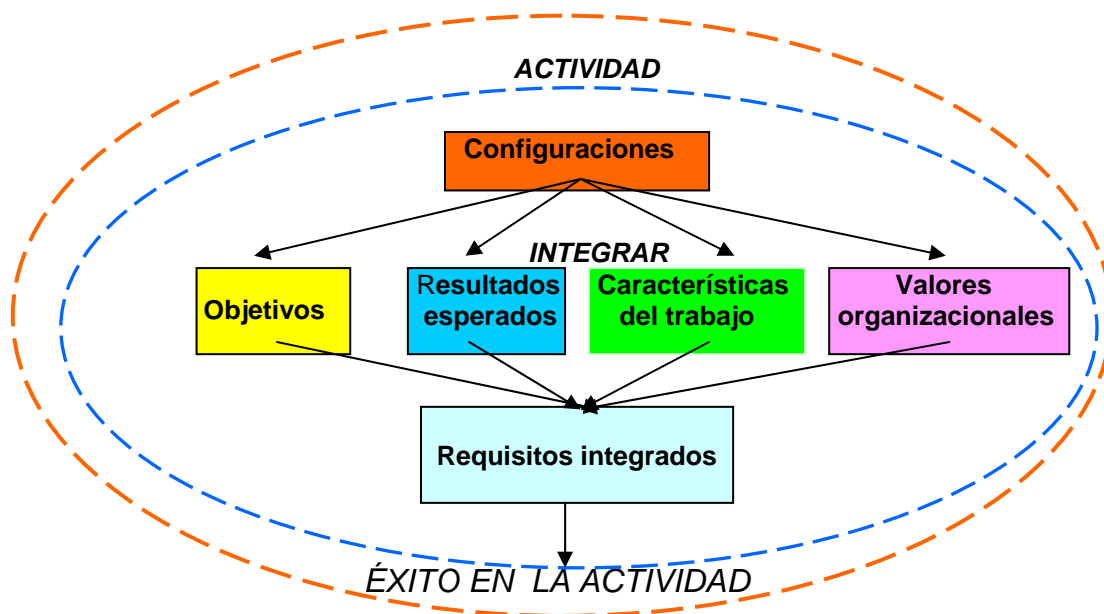 ACTIVIDAD
Configuraciones
INTEGRAR
Objetivos
Resultados
esperados
Características
del trabajo
Valores
organizacionales
Requisitos integrados
ÉXITO EN LA ACTIVIDAD